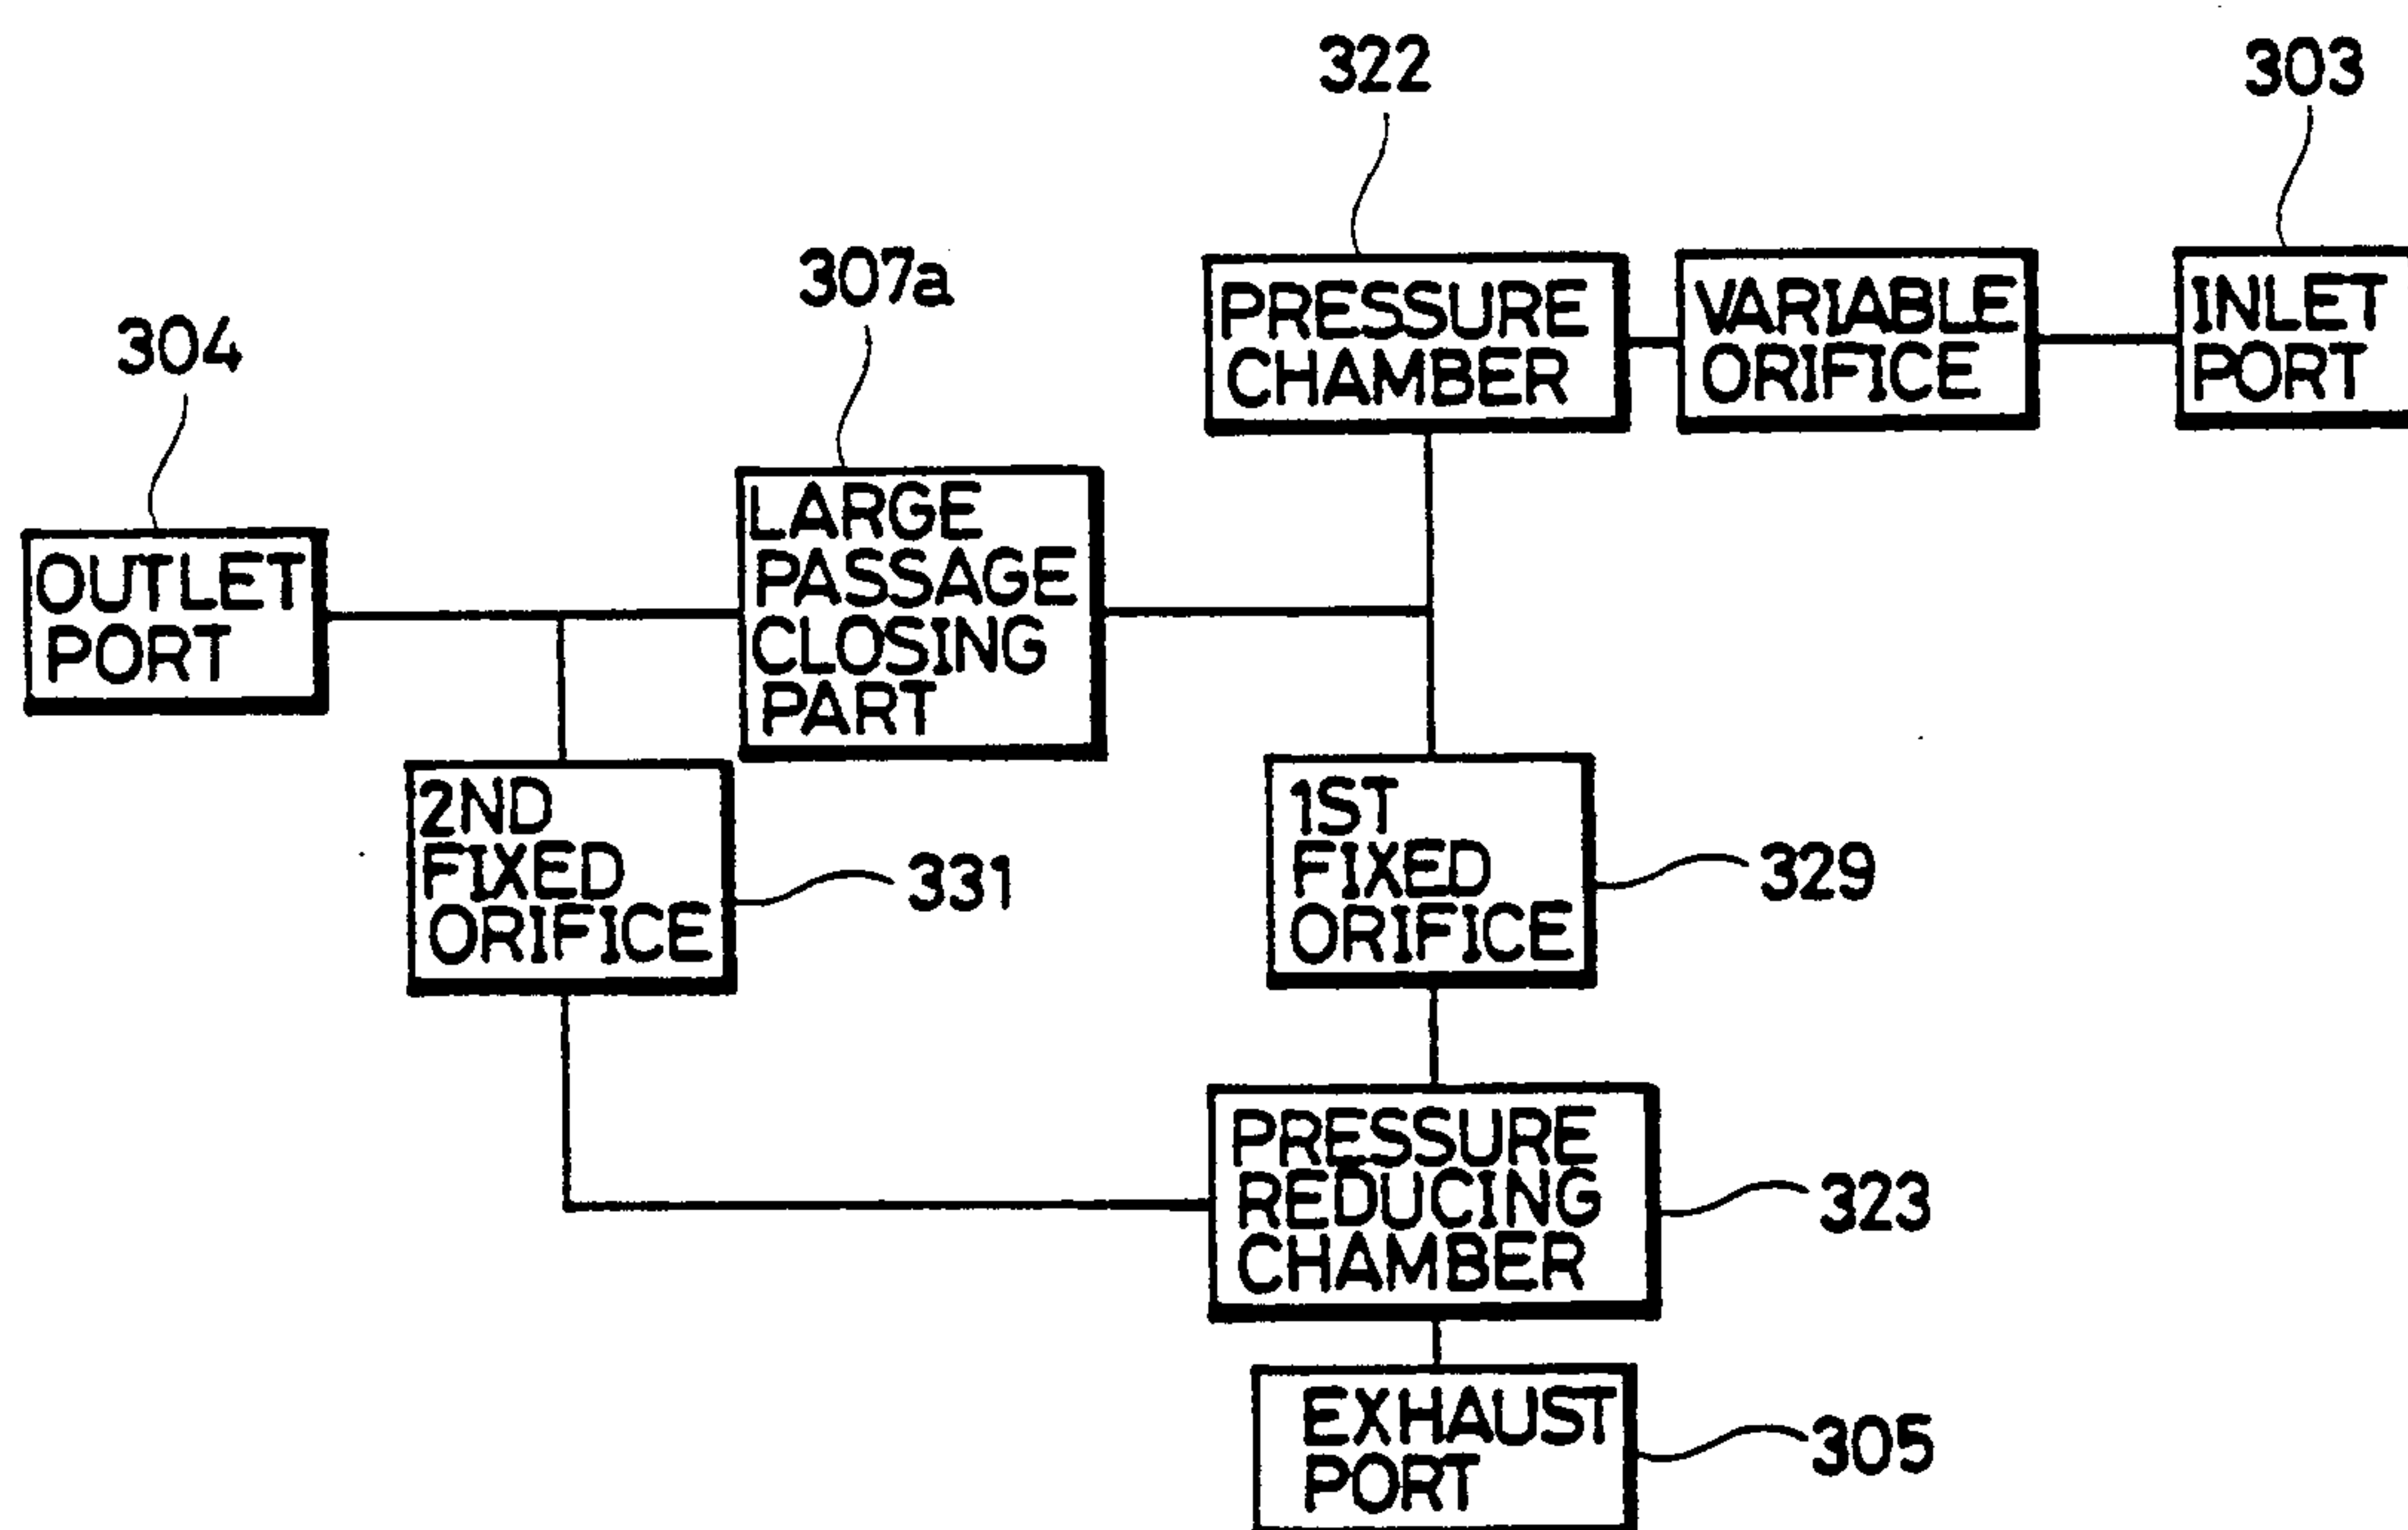 322
303
307a
304
PRESSURE
CHAMBER
VARIABLE
ORIFICE
INLET
PORT
LARGE
PASSAGE
CLOSING
PART
OUTLET
PORT
2ND
FIXED
ORIFICE
331
1ST
FIXED
ORIFICE
329
PRESSURE
REDUCING
CHAMBER
323
EXHAUST
PORT
305